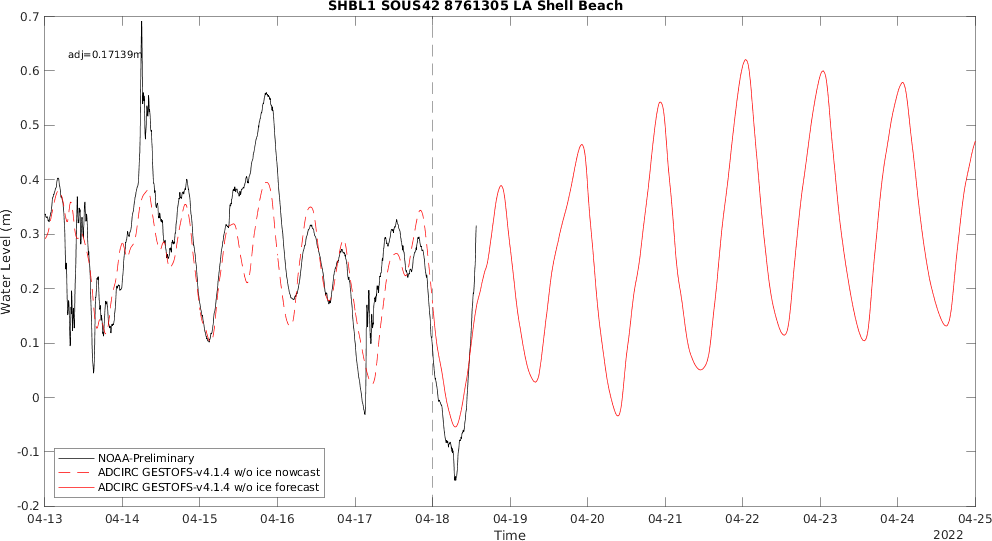 SHBL1 SOUS42 8761305 LA Shell Beach
adj=0.17139m
Water Level (m)
0.7
0.6
0.5
0.4
0.3
0.2
0.1
0
-0.1
-0.2
NOAA-Preliminary
ADCIRC GESTOFS-v4.1.4 w/o ice nowcast
ADCIRC GESTOFS-v4.1.4 w/o ice forecast
04-13 04-14 04-15 04-16 04-17 04-18 04-19 04-20 04-21 04-22 04-23 04-24 04-25
Time
2022